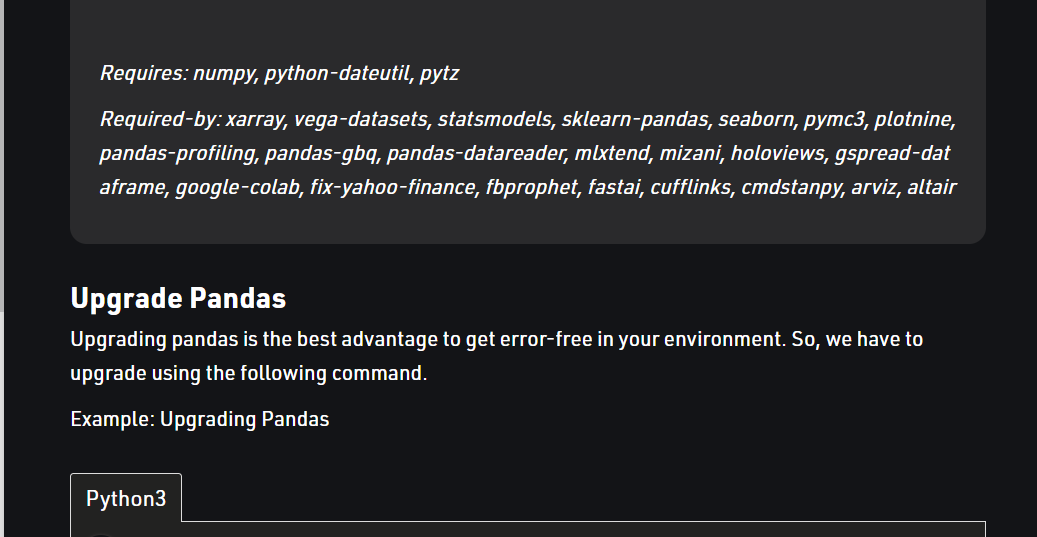 Requires: numpy, python-dateutil, pytz
Required-by: xarray, vega-datasets, statsmodels, sklearn-pandas, seaborn, pymc3, plotnine,
pandas-profiling, pandas-gbq, pandas-datareader, mlxtend, mizani, holoviews, gspread-dat
aframe, google-colab, fix-yahoo-finance, fbprophet, fastai, cufflinks, cmdstanpy, arviz, altair
Upgrade Pandas
Upgrading pandas is the best advantage to get error-free in your environment. So, we have to
upgrade using the following command.
Example: Upgrading Pandas
Python3